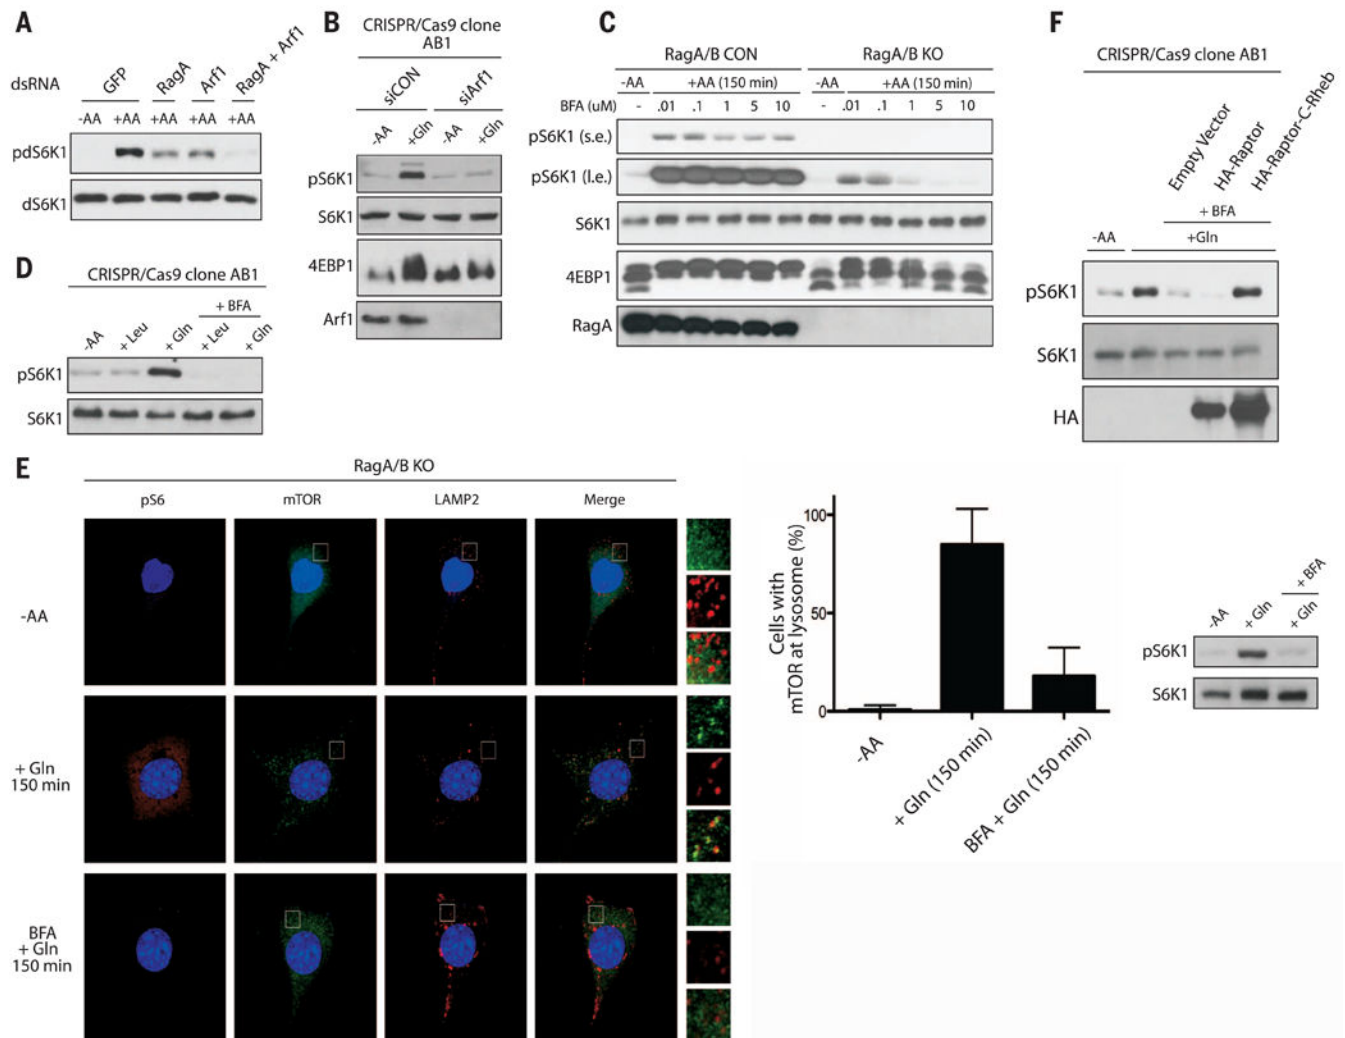 A
dsRNA
GFP
RagA
Arf1
RagA + Arf1
-AA +AA +AA +AA +AA
pdS6K1
dS6K1
B
CRISPR/Cas9 clone
AB1
siCON siArf1
-AA +Gln -AA +Gln
pS6K1
S6K1
4EBP1
Arf1
C
RagA/B CON RagA/B KO
-AA +AA (150 min) -AA +AA (150 min)
BFA (uM) - .01 .1 1 5 10 - .01 .1 1 5 10
pS6K1 (s.e.)
pS6K1 (l.e.)
S6K1
4EBP1
RagA
D
CRISPR/Cas9 clone AB1
+ BFA
-AA + Leu + Gln + Leu + Gln
pS6K1
S6K1
E
RagA/B KO
pS6 mTOR LAMP2 Merge
-AA
+ Gln
150 min
BFA
+ Gln
150 min
Cells with
mTOR at lysosome (%)
100
50
0
-AA
+ Gln (150 min)
BFA + Gln (150 min)
+ BFA
-AA + Gln + Gln
pS6K1
S6K1
F
CRISPR/Cas9 clone AB1
Empty Vector
HA-Raptor
HA-Raptor-C-Rheb
+ BFA
-AA +Gln
pS6K1
S6K1
HA